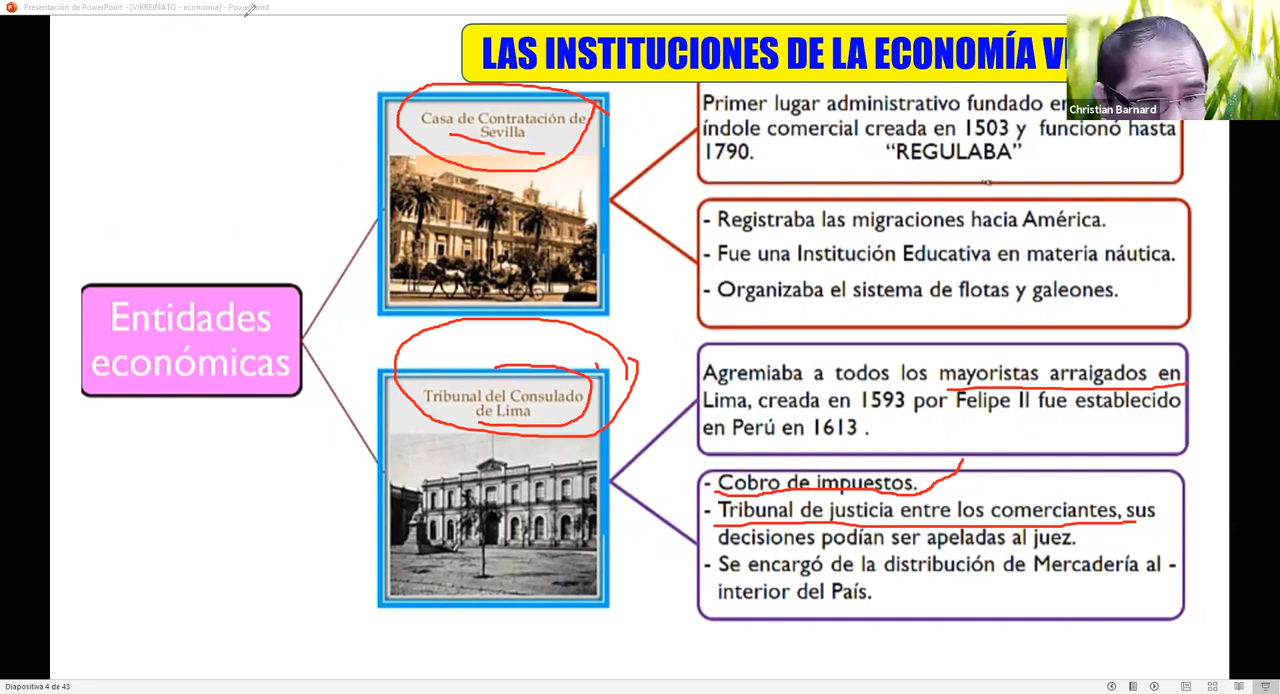 Presentación de PowerPoint - [VIRREINATO - economia] - PowerPoint
LAS INSTITUCIONES DE LA ECONOMÍA
Christian Barnard
Casa de Contratación de
Sevilla
Primer lugar administrativo fundado
índole comercial creada en 1503 y funcionó hasta
1790. “REGULABA”
- Registraba las migraciones hacia América.
- Fue una Institución Educativa en materia náutica.
- Organizaba el sistema de flotas y galeones.
Entidades
económicas
Tribunal del Consulado
de Lima
Agremiaba a todos los mayoristas arraigados en
Lima, creada en 1593 por Felipe II fue establecido
en Perú en 1613 .
- Cobro de impuestos.
- Tribunal de justicia entre los comerciantes, sus
decisiones podían ser apeladas al juez.
- Se encargó de la distribución de Mercadería al -
interior del País.
Diapositiva 4 de 43